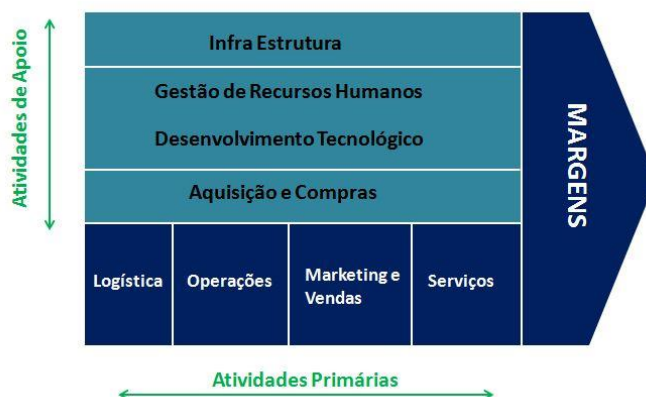 Atividades de Apoio
Infra Estrutura
Gestão de Recursos Humanos
Desenvolvimento Tecnológico
Aquisição e Compras
MARGENS
Logística
Operações
Marketing e
Vendas
Serviços
Atividades Primárias